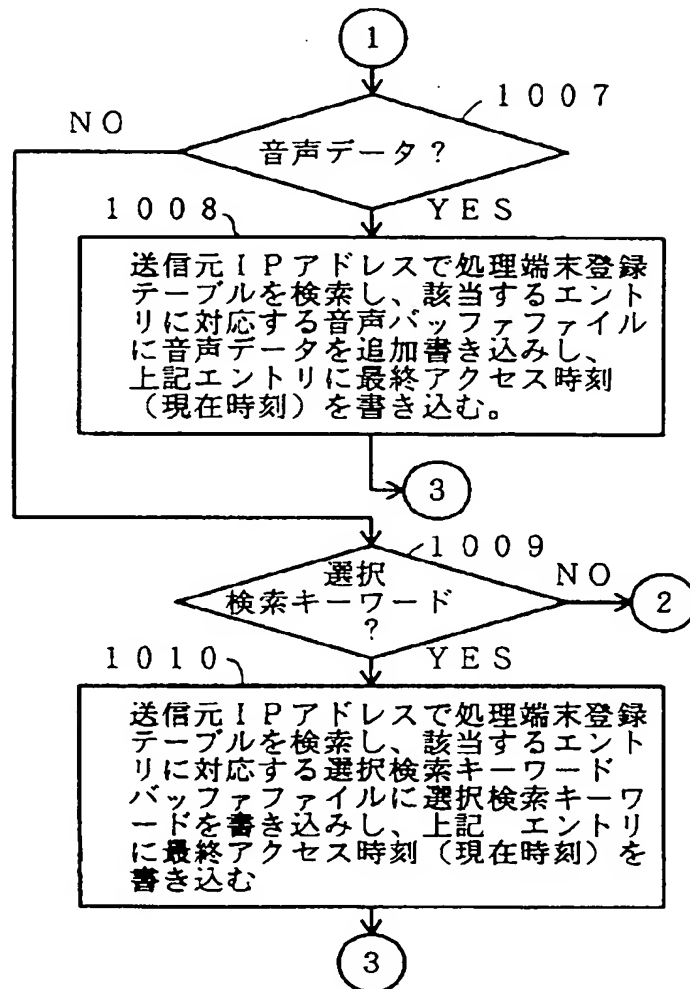 1
1007
NO
音声データ？
1008
YES
送信元ＩＰアドレスで処理端末登録
テーブルを検索し、該当するエント
リに対応する音声バッファファイル
に音声データを追加書き込みし、
上記エントリに最終アクセス時刻
（現在時刻）を書き込む。
3
1009
選択
検索キーワード
？
NO
2
1010
YES
送信元ＩＰアドレスで処理端末登録
テーブルを検索し、該当するエント
リに対応する選択検索キーワード
バッファファイルに選択検索キーワ
ードを書き込みし、上記　エントリ
に最終アクセス時刻（現在時刻）を
書き込む
3